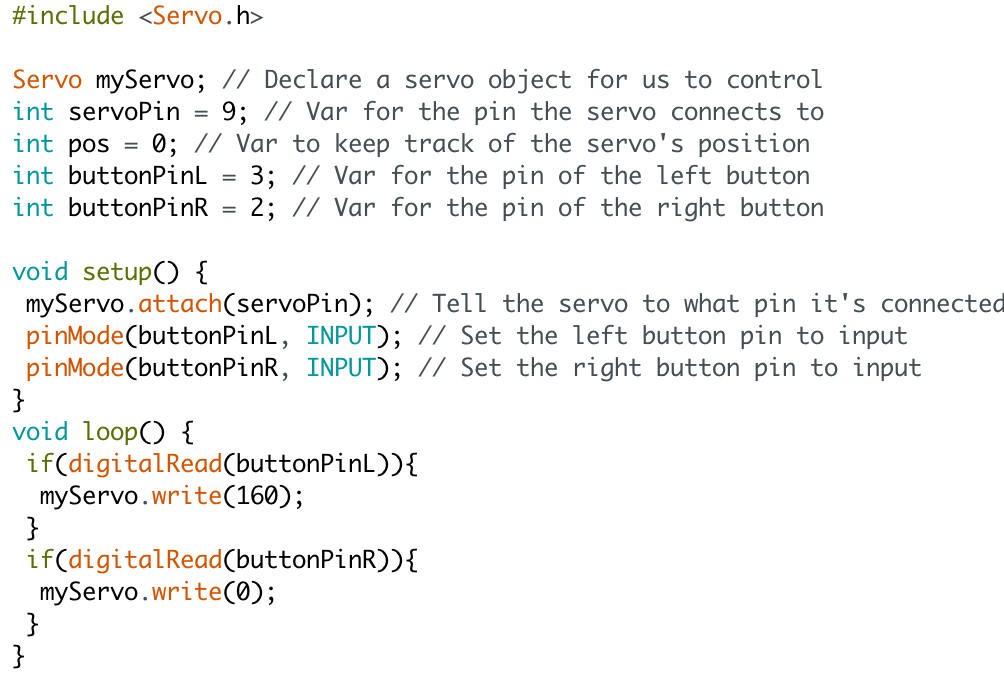 #include <Servo.h>

Servo myServo; // Declare a servo object for us to control
int servoPin = 9; // Var for the pin the servo connects to
int pos = 0; // Var to keep track of the servo's position
int buttonPinL = 3; // Var for the pin of the left button
int buttonPinR = 2; // Var for the pin of the right button

void setup() {
 myServo.attach(servoPin); // Tell the servo to what pin it's connected
 pinMode(buttonPinL, INPUT); // Set the left button pin to input
 pinMode(buttonPinR, INPUT); // Set the right button pin to input
}
void loop() {
 if(digitalRead(buttonPinL)){
  myServo.write(160);
 }
 if(digitalRead(buttonPinR)){
  myServo.write(0);
 }
}